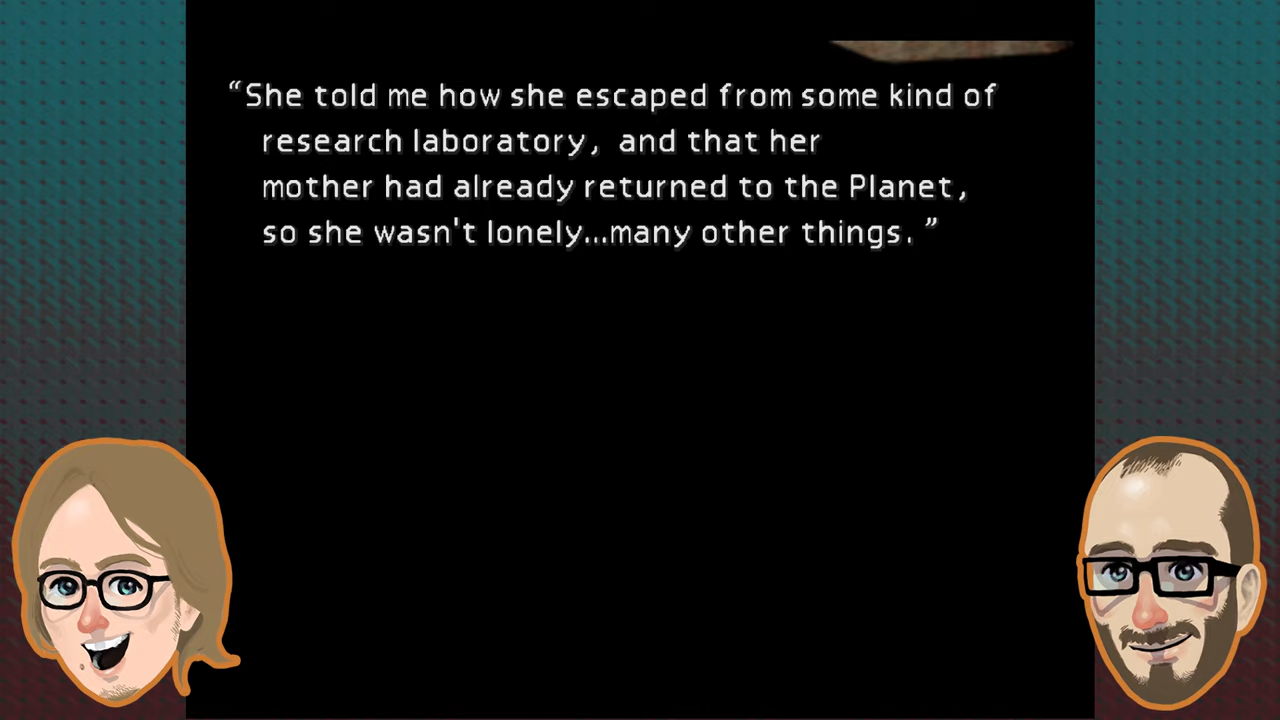 “She told me how she escaped from some kind of
research laboratory, and that her
mother had already returned to the Planet,
so she wasn't lonely...many other things.”